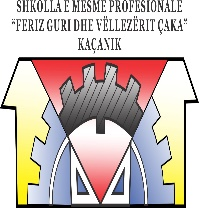 SHKOLLA E MESME PROFESIONALE
"FERIZ GURI DHE VËLLEZËRIT ÇAKA"
KAÇANIK